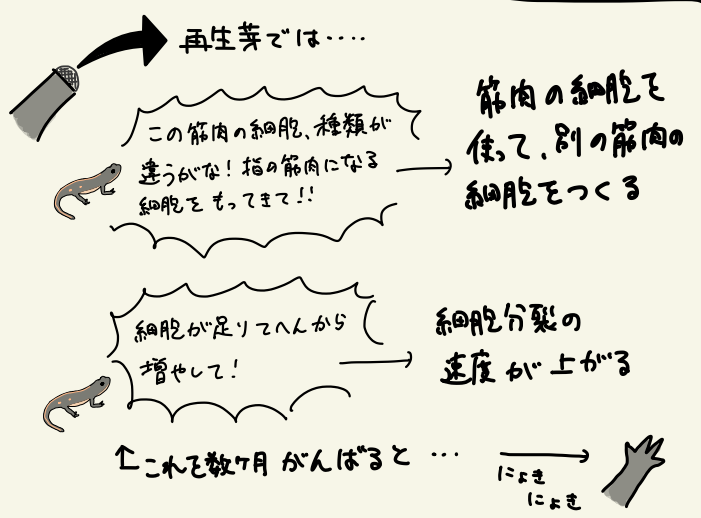 再生芽では····
この筋肉の細胞、種類が
違うがな！指の筋肉になる
細胞をもってきて！！
筋肉の細胞を
使って、別の筋肉の
細胞をつくる
細胞が足りてへんから
増やして！
細胞分裂の
速度が上がる
↑これを数ヶ月がんばると…
にょき
にょき